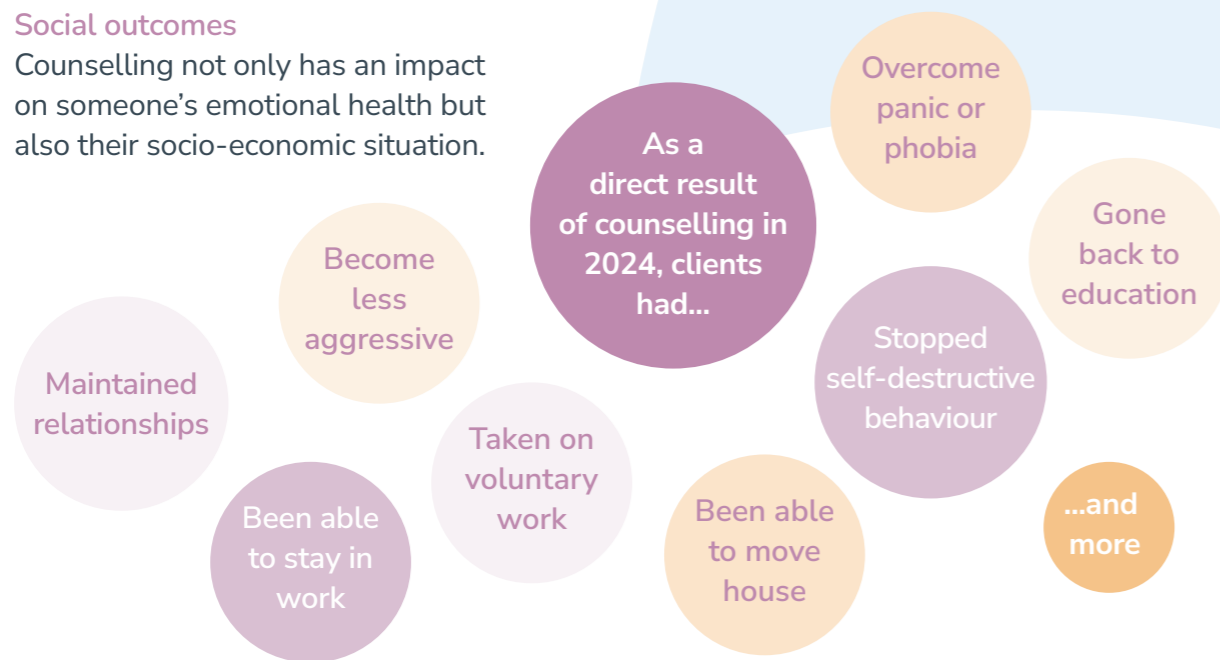 Social outcomes
Counselling not only has an impact
on someone's emotional health but
also their socio-economic situation.
As a
direct result
of counselling in
2024, clients
had...
Overcome
panic or
phobia
Gone
back to
education
Become
less
aggressive
Stopped
self-destructive
behaviour
Maintained
relationships
Taken on
voluntary
work
Been able
to stay in
work
Been able
to move
house
...and
more